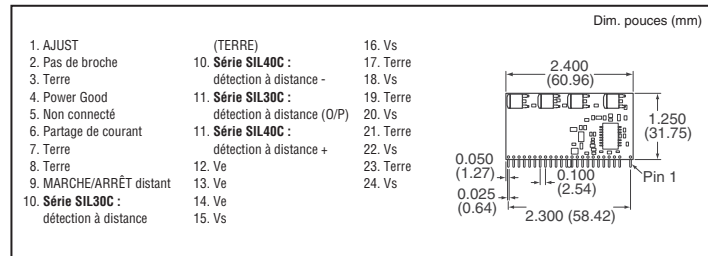 Dim. pouces (mm)
1. AJUST
2. Pas de broche
3. Terre
4. Power Good
5. Non connecté
6. Partage de courant
7. Terre
8. Terre
9. MARCHE/ARRÊT distant
10. Série SIL30C :
détection à distance
(TERRE)
10. Série SIL40C :
détection à distance -
11. Série SIL30C :
détection à distance (O/P)
11. Série SIL40C :
détection à distance +
12. Ve
13. Ve
14. Ve
15. Vs
16. Vs
17. Terre
18. Vs
19. Terre
20. Vs
21. Terre
22. Vs
23. Terre
24. Vs
2.400
(60.96)
1.250
(31.75)
0.050
(1.27)
0.100
(2.54)
Pin 1
0.025
(0.64)
2.300 (58.42)